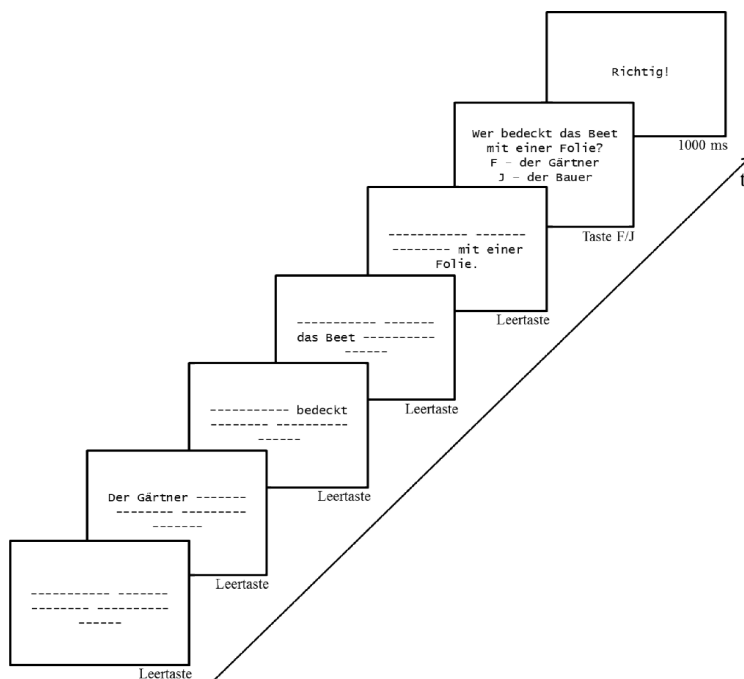 Richtig!
1000 ms
t
Wer bedeckt das Beet
mit einer Folie?
F - der Gärtner
J - der Bauer
Taste F/J
----------- -------
-------- mit einer
Folie.
Leertaste
----------- -------
das Beet ----------
------
Leertaste
----------- bedeckt
-------- ----------
------
Leertaste
Der Gärtner -------
-------- ---------
-------
Leertaste
----------- -------
-------- ----------
------
Leertaste